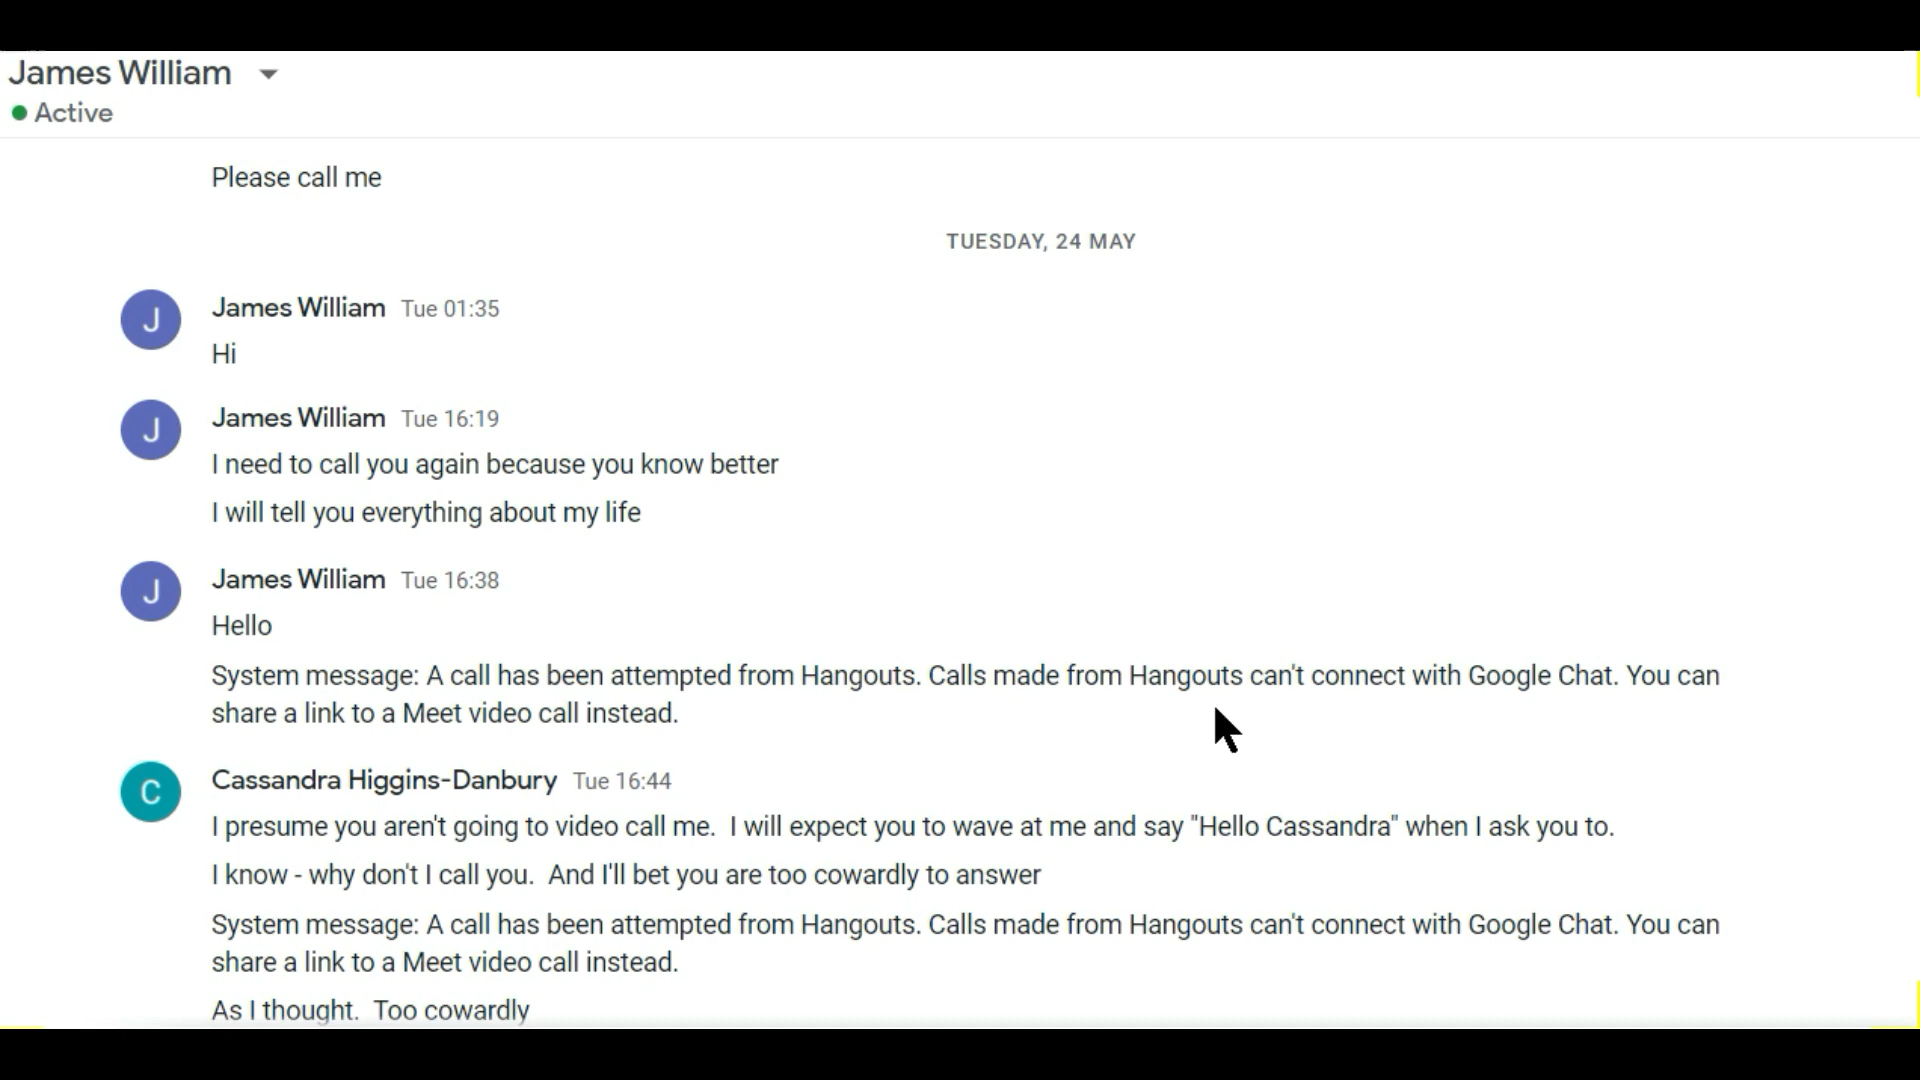 James William
Active
Please call me
TUESDAY, 24 MAY
J
James William Tue 01:35
Hi
J
James William Tue 16:19
I need to call you again because you know better
I will tell you everything about my life
J
James William Tue 16:38
Hello
System message: A call has been attempted from Hangouts. Calls made from Hangouts can't connect with Google Chat. You can
share a link to a Meet video call instead.
C
Cassandra Higgins-Danbury Tue 16:44
I presume you aren't going to video call me.  I will expect you to wave at me and say "Hello Cassandra" when I ask you to.
I know - why don't I call you.  And I'll bet you are too cowardly to answer
System message: A call has been attempted from Hangouts. Calls made from Hangouts can't connect with Google Chat. You can
share a link to a Meet video call instead.
As I thought.  Too cowardly